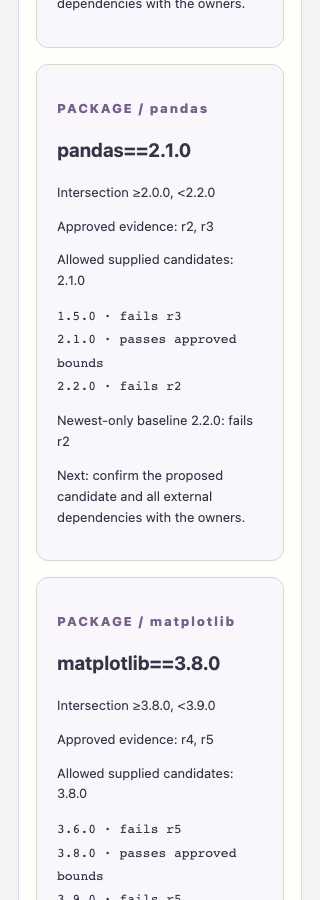 dependencies with the owners.
PACKAGE / pandas
pandas==2.1.0
Intersection ≥2.0.0, <2.2.0
Approved evidence: r2, r3
Allowed supplied candidates:
2.1.0
1.5.0 · fails r3
2.1.0 · passes approved
bounds
2.2.0 · fails r2
Newest-only baseline 2.2.0: fails
r2
Next: confirm the proposed
candidate and all external
dependencies with the owners.
PACKAGE / matplotlib
matplotlib==3.8.0
Intersection ≥3.8.0, <3.9.0
Approved evidence: r4, r5
Allowed supplied candidates:
3.8.0
3.6.0 · fails r5
3.8.0 · passes approved
bounds
3.9.0 · fails r5